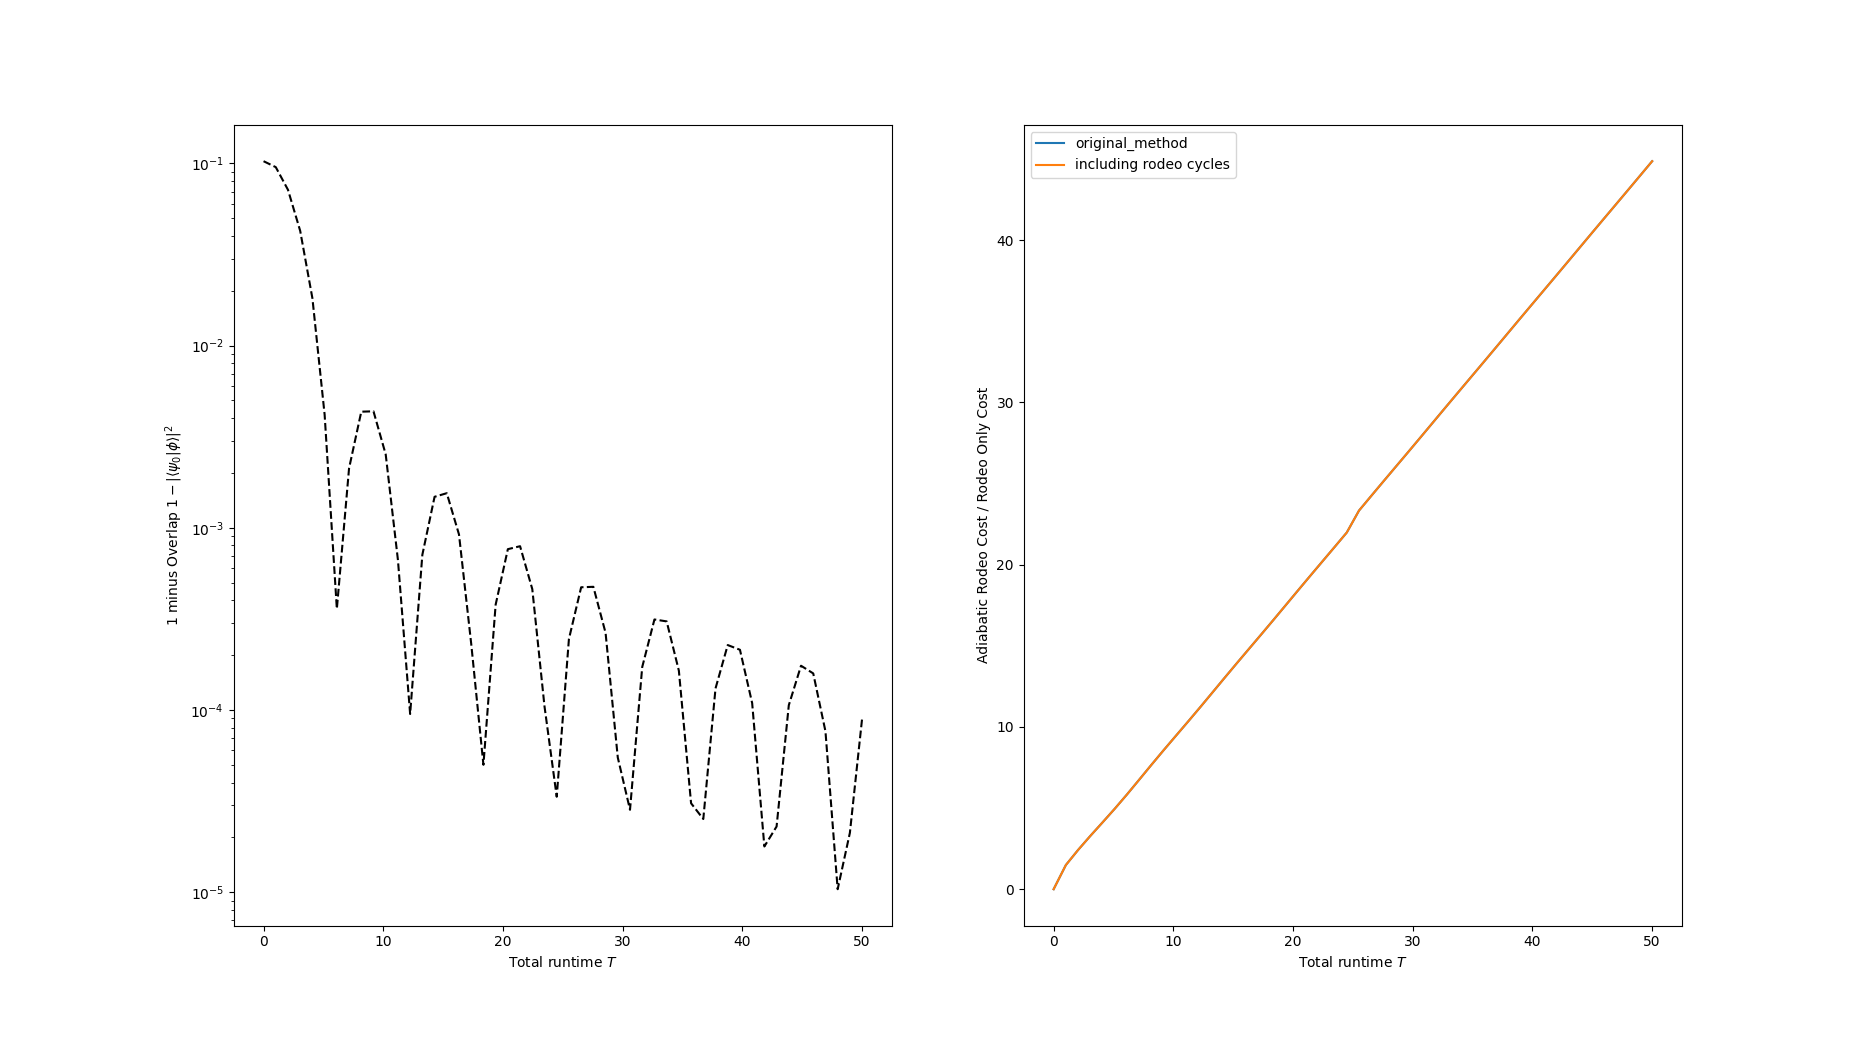 1 minus Overlap 1 − |⟨ψ₀|ϕ⟩|²
10⁻¹
10⁻²
10⁻³
10⁻⁴
10⁻⁵
0 10 20 30 40 50
Total runtime T
original_method
including rodeo cycles
Adiabatic Rodeo Cost / Rodeo Only Cost
40
30
20
10
0
0 10 20 30 40 50
Total runtime T